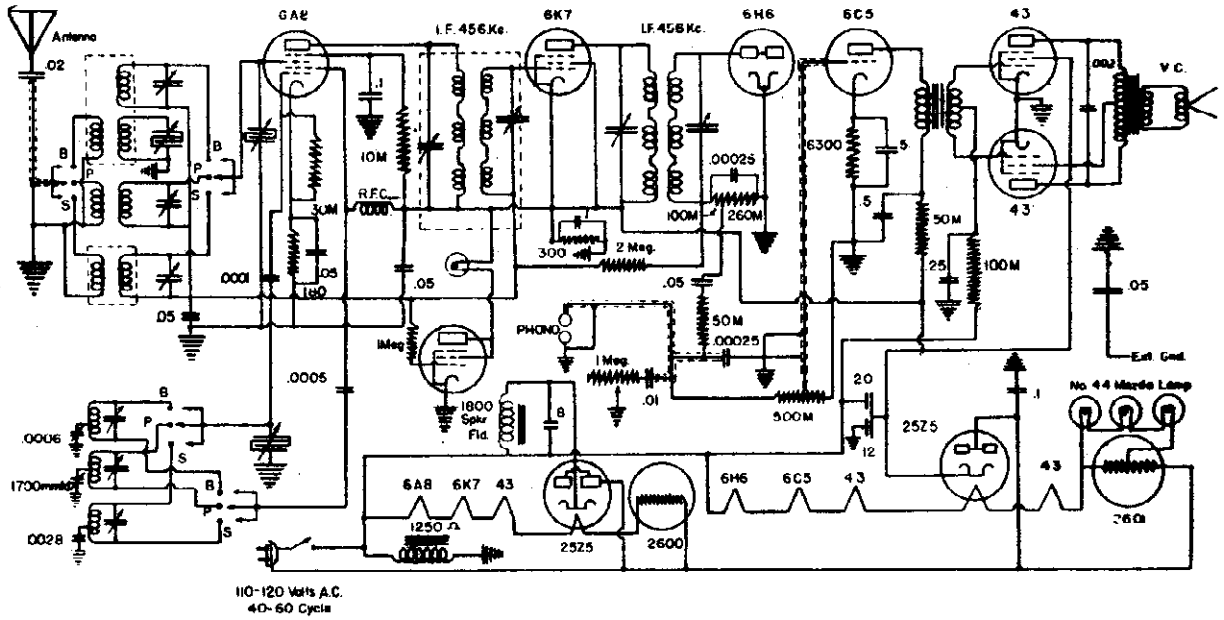 6A8
I.F. 456 Kc.
6K7
I.F. 456 Kc.
6H6
6C5
43
Antenna
.02
.002
V.C.
.1
B
P
S
B
P
S
10M
.00025
6300
.5
30M
R.F.C.
100M
260M
.5
50M
43
300
2 Meg.
.0001
.05
180
.05
.05
.25
100M
.05
.05
50M
PHONO
1 Meg
.00025
.0005
1 Meg.
.01
500M
Ext. Gnd.
No. 44 Mazda Lamp
.1
20
12
25Z5
1800
Spkr
Fld.
8
.0006
B
P
S
1700mmfd
B
P
S
.0028
6A8
6K7
43
6H6
6C5
43
43
1250 Ω
25Z5
2600
2601
110-120 Volts A.C.
40-60 Cycle